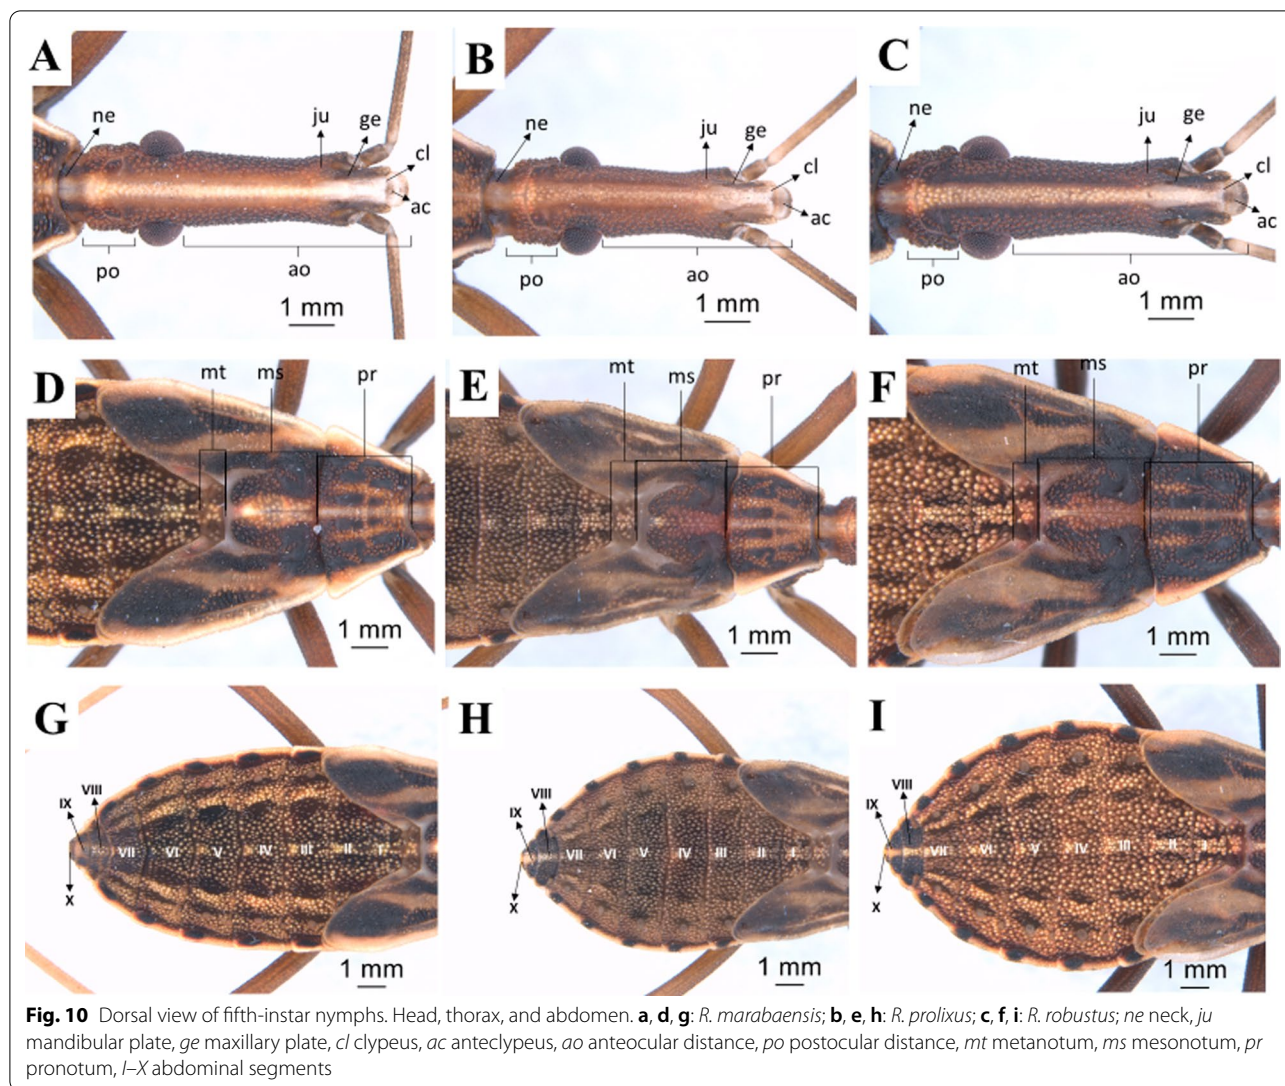 A
B
C
ne
ju
ge
cl
ac
po
ao
1 mm
ne
ju
ge
cl
ac
po
ao
1 mm
ne
ju
ge
cl
ac
po
ao
1 mm
D
mt
ms
pr
1 mm
E
mt
ms
pr
1 mm
F
mt
ms
pr
1 mm
G
IX
VIII
VII
VI
V
IV
III
II
I
X
1 mm
H
IX
VIII
VII
VI
V
IV
III
II
I
X
1 mm
I
IX
VIII
VII
VI
V
IV
III
II
I
X
1 mm
Fig. 10 Dorsal view of fifth-instar nymphs. Head, thorax, and abdomen. a, d, g: R. marabaensis; b, e, h: R. prolixus; c, f, i: R. robustus; ne neck, ju
mandibular plate, ge maxillary plate, cl clypeus, ac anteclypeus, ao anteocular distance, po postocular distance, mt metanotum, ms mesonotum, pr
pronotum, I–X abdominal segments